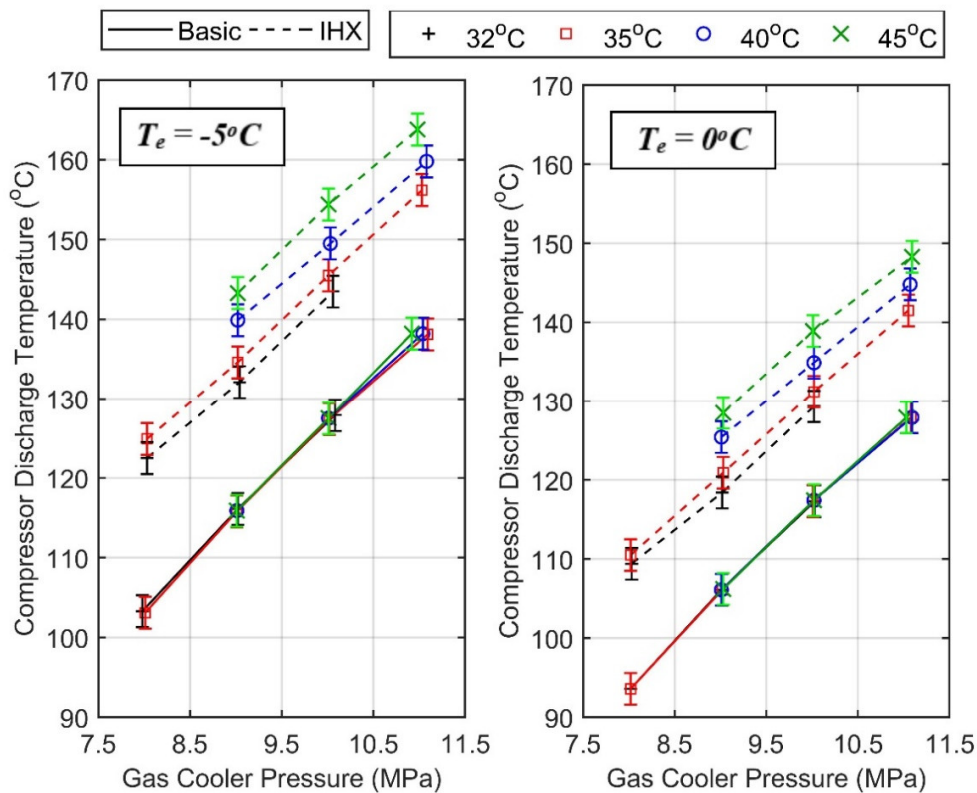 Basic IHX 32°C 35°C 40°C 45°C
T_e = -5°C
170
160
150
140
130
120
110
100
90
7.5 8.5 9.5 10.5 11.5
Compressor Discharge Temperature (°C)
Gas Cooler Pressure (MPa)
T_e = 0°C
170
160
150
140
130
120
110
100
90
7.5 8.5 9.5 10.5 11.5
Compressor Discharge Temperature (°C)
Gas Cooler Pressure (MPa)